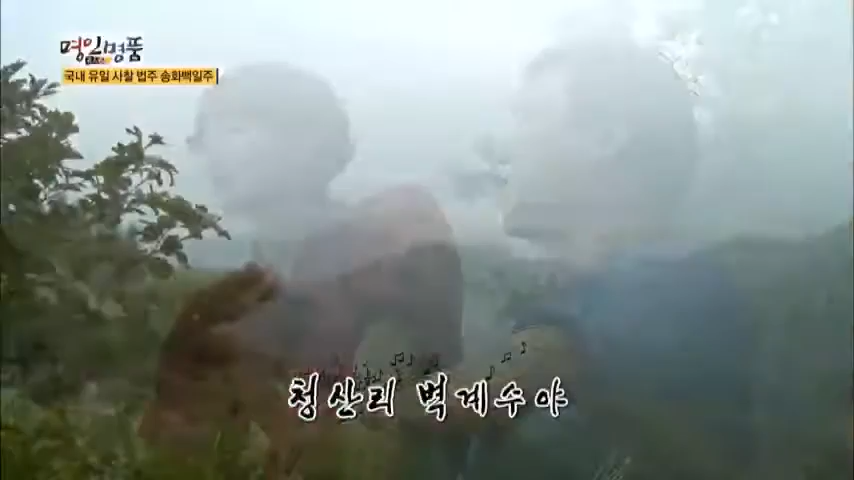 명일명품
국내 유일 사찰 법주 송화백일주
청산리 벽계수야